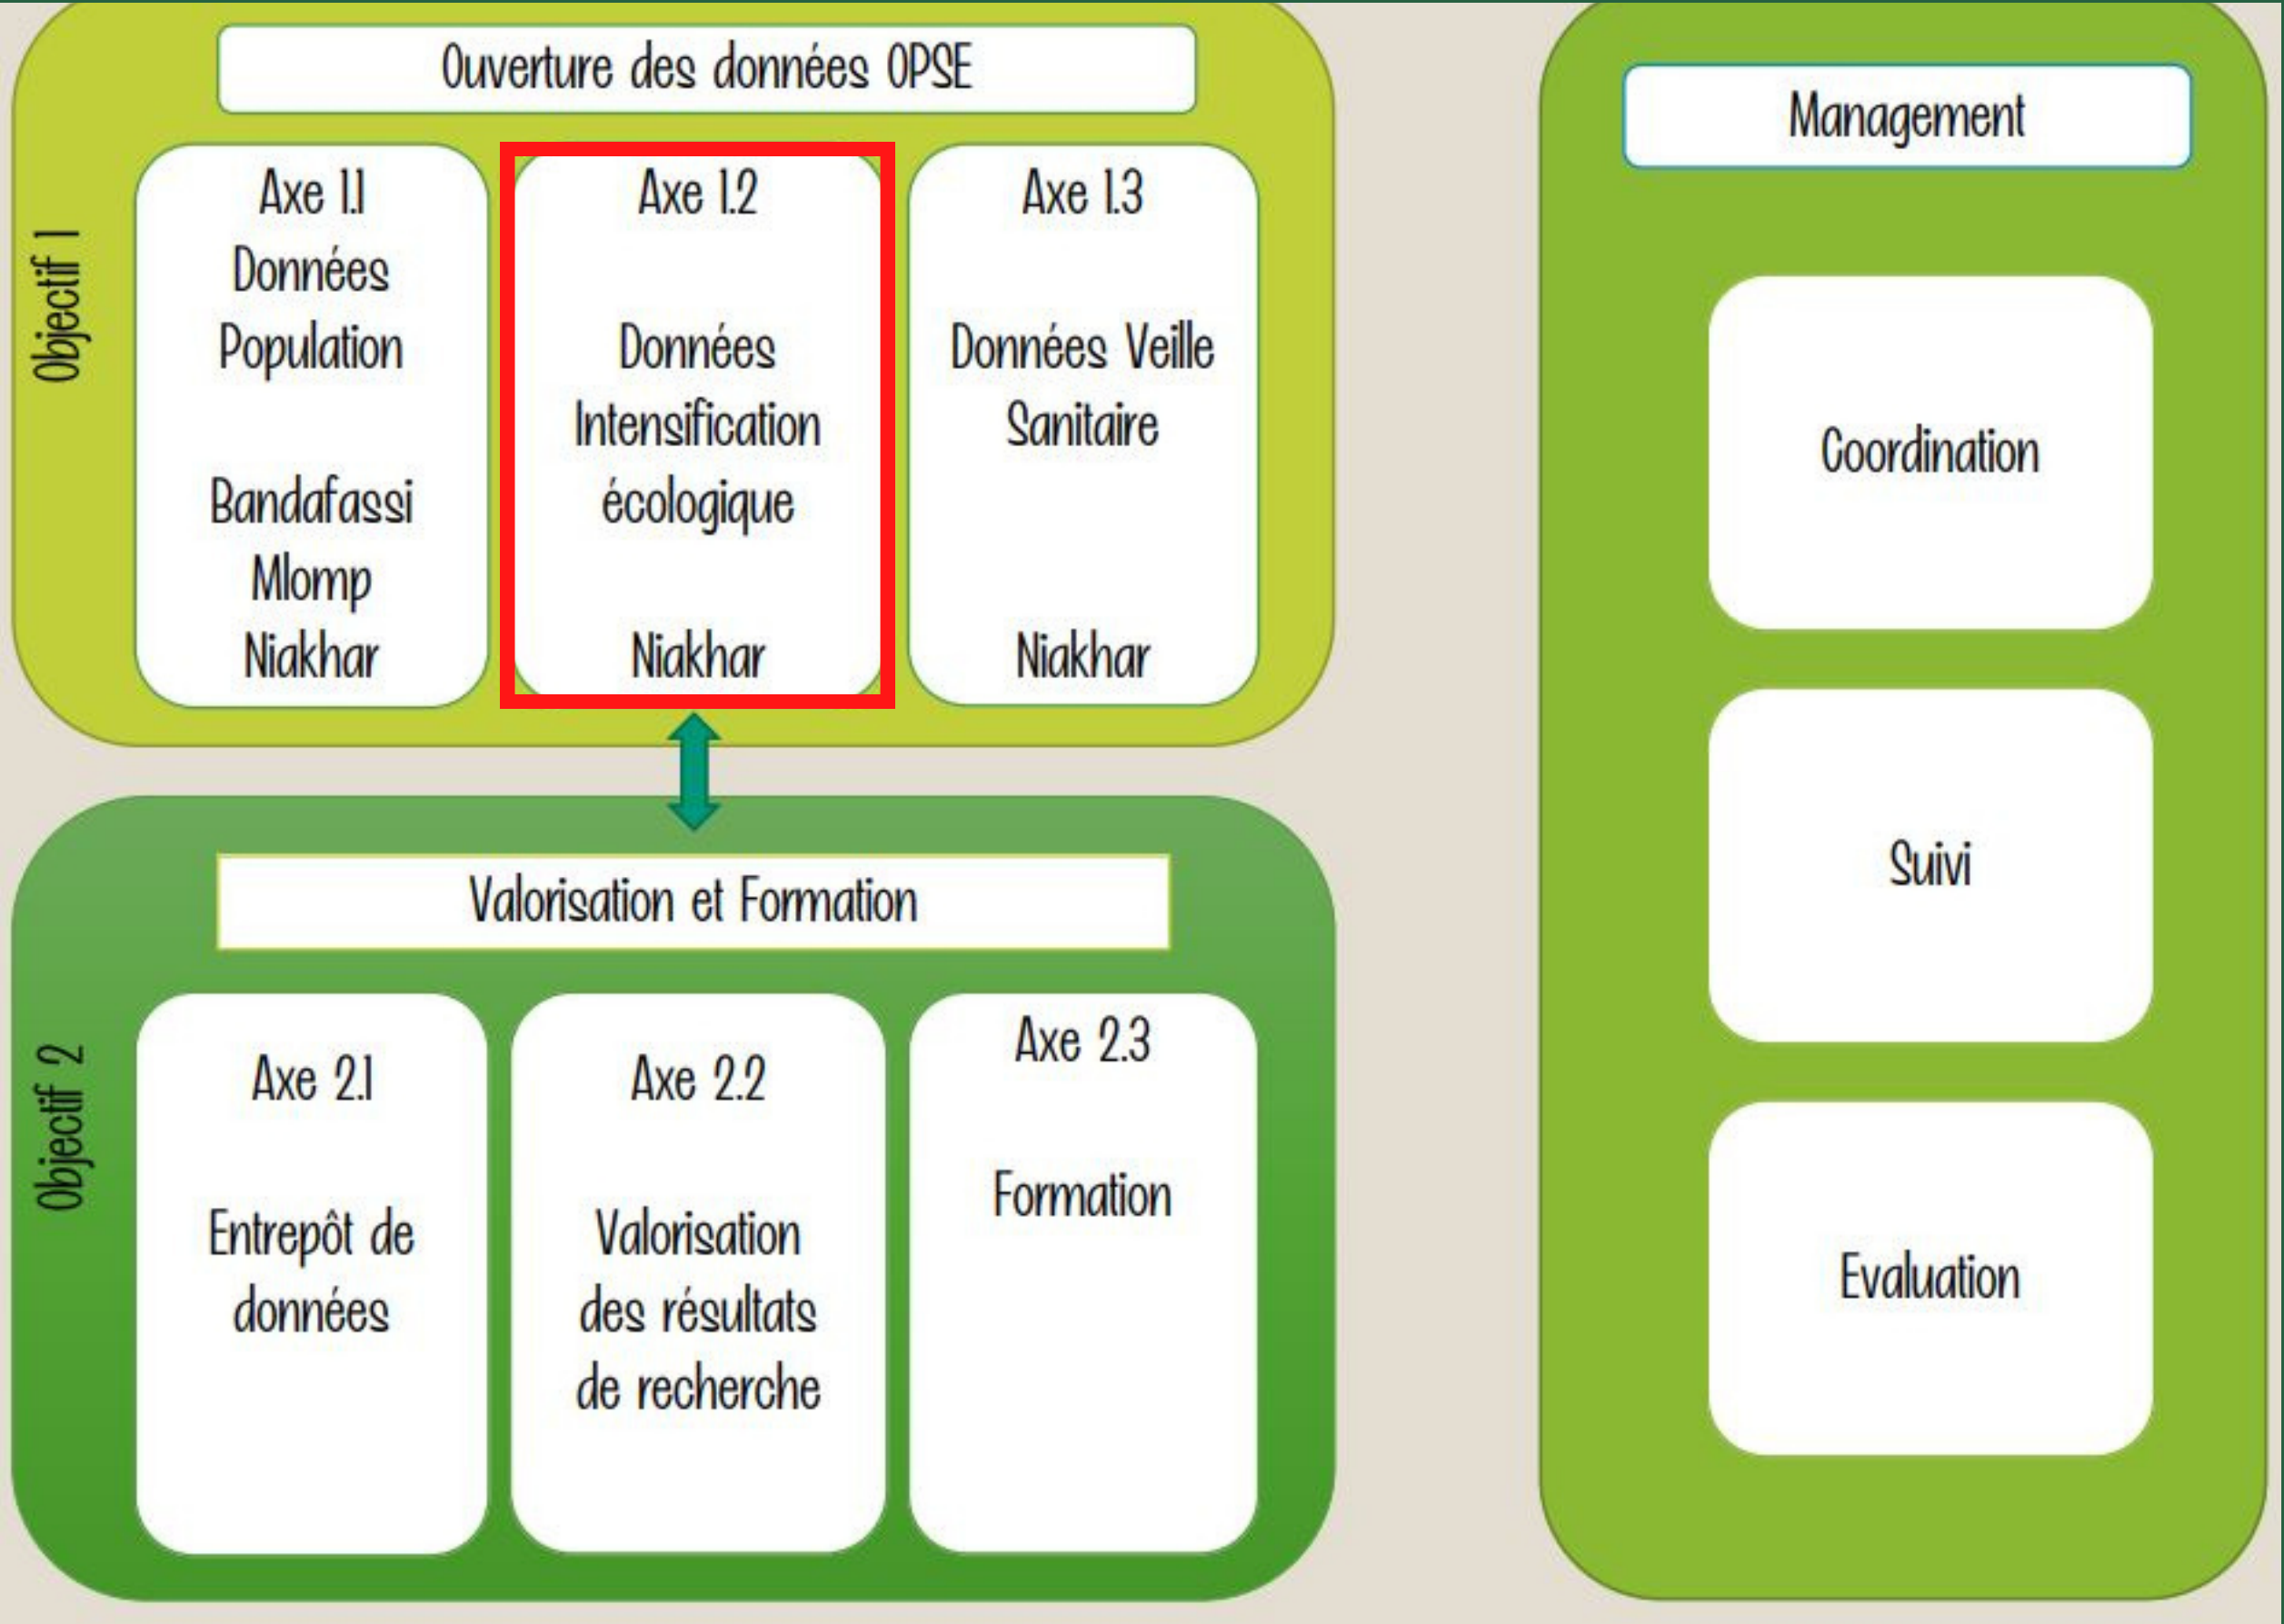 Ouverture des données OPSE
Objectif 1
Axe 1.1
Données
Population
Bandafassi
Mlomp
Niakhar
Axe 1.2
Données
Intensification
écologique
Niakhar
Axe 1.3
Données Veille
Sanitaire
Niakhar
Valorisation et Formation
Objectif 2
Axe 2.1
Entrepôt de
données
Axe 2.2
Valorisation
des résultats
de recherche
Axe 2.3
Formation
Management
Coordination
Suivi
Evaluation